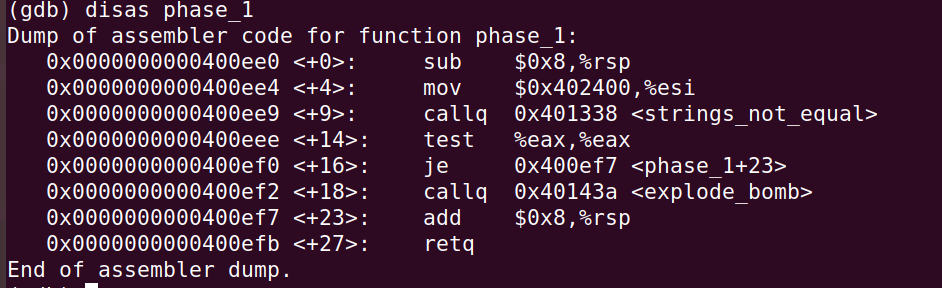 (gdb) disas phase_1
Dump of assembler code for function phase_1:
   0x0000000000400ee0 <+0>:     sub    $0x8,%rsp
   0x0000000000400ee4 <+4>:     mov    $0x402400,%esi
   0x0000000000400ee9 <+9>:     callq  0x401338 <strings_not_equal>
   0x0000000000400eee <+14>:    test   %eax,%eax
   0x0000000000400ef0 <+16>:    je     0x400ef7 <phase_1+23>
   0x0000000000400ef2 <+18>:    callq  0x40143a <explode_bomb>
   0x0000000000400ef7 <+23>:    add    $0x8,%rsp
   0x0000000000400efb <+27>:    retq
End of assembler dump.